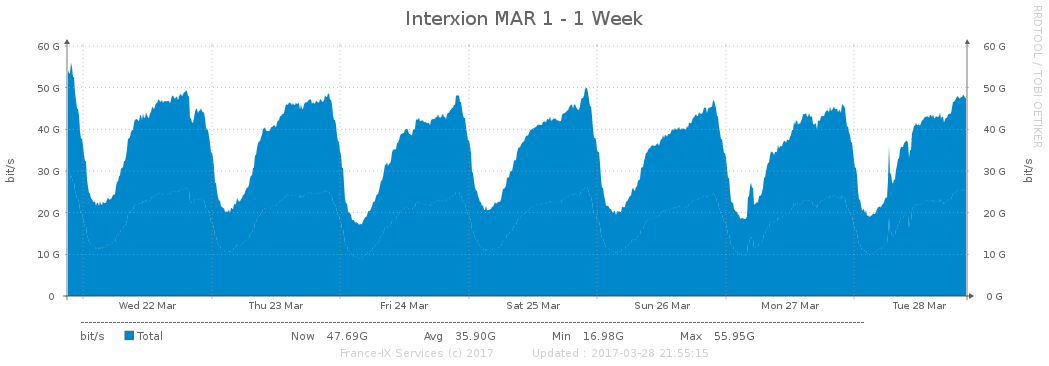 Interxion MAR 1 - 1 Week
RRDTOOL / TOBI OETIKER
bit/s
60 G
50 G
40 G
30 G
20 G
10 G
0
60 G
50 G
40 G
30 G
20 G
10 G
0 G
bit/s
Wed 22 Mar Thu 23 Mar Fri 24 Mar Sat 25 Mar Sun 26 Mar Mon 27 Mar Tue 28 Mar
bit/s Total Now 47.69G Avg 35.90G Min 16.98G Max 55.95G
France-IX Services (c) 2017 Updated : 2017-03-28 21:55:15